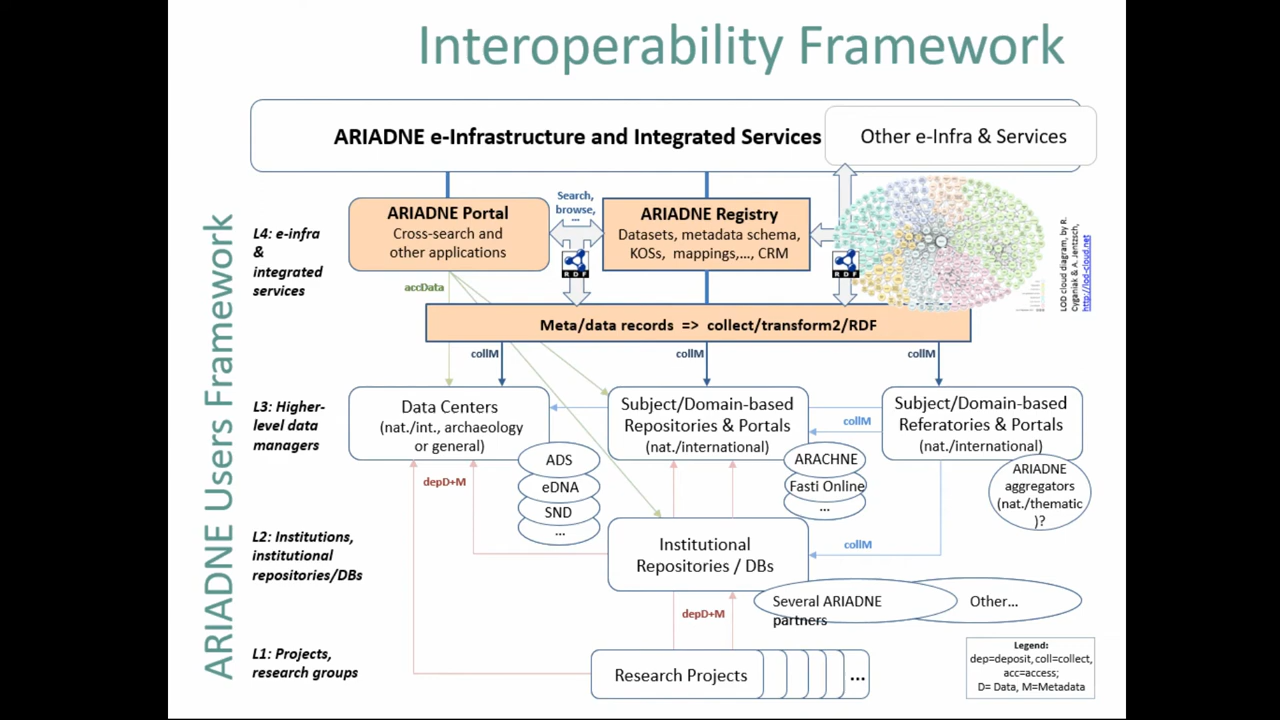 Interoperability Framework
ARIADNE Users Framework
ARIADNE e-Infrastructure and Integrated Services
Other e-Infra & Services
L4: e-infra
&
integrated
services
ARIADNE Portal
Cross-search and
other applications
Search,
browse,
...
ARIADNE Registry
Datasets, metadata schema,
KOSs, mappings,..., CRM
RDF
RDF
LOD cloud diagram, by R.
Cyganiak & A. Jentzsch,
http://lod-cloud.net
accData
Meta/data records => collect/transform2/RDF
collM
collM
collM
L3: Higher-
level data
managers
Data Centers
(nat./int., archaeology
or general)
Subject/Domain-based
Repositories & Portals
(nat./international)
collM
Subject/Domain-based
Referatories & Portals
(nat./international)
ADS
eDNA
SND
...
ARACHNE
Fasti Online
...
ARIADNE
aggregators
(nat./thematic
)?
depD+M
L2: Institutions,
institutional
repositories/DBs
Institutional
Repositories / DBs
collM
Several ARIADNE
partners
Other...
depD+M
L1: Projects,
research groups
Research Projects
...
Legend:
dep=deposit, coll=collect,
acc=access;
D= Data, M=Metadata